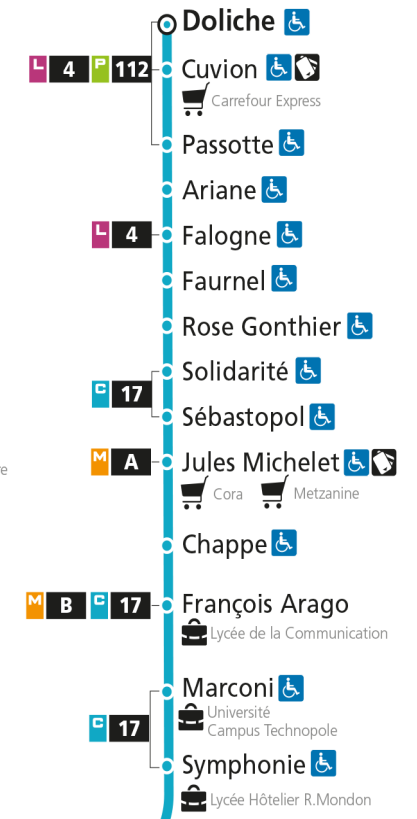 Doliche
L 4 P 112 Cuvion
Carrefour Express
Passotte
Ariane
L 4 Falogne
Faurnel
Rose Gonthier
Solidarité
C 17
Sébastopol
M A Jules Michelet
Cora Metzanine
Chappe
M B C 17 François Arago
Lycée de la Communication
Marconi
Université
Campus Technopole
C 17
Symphonie
Lycée Hôtelier R.Mondon